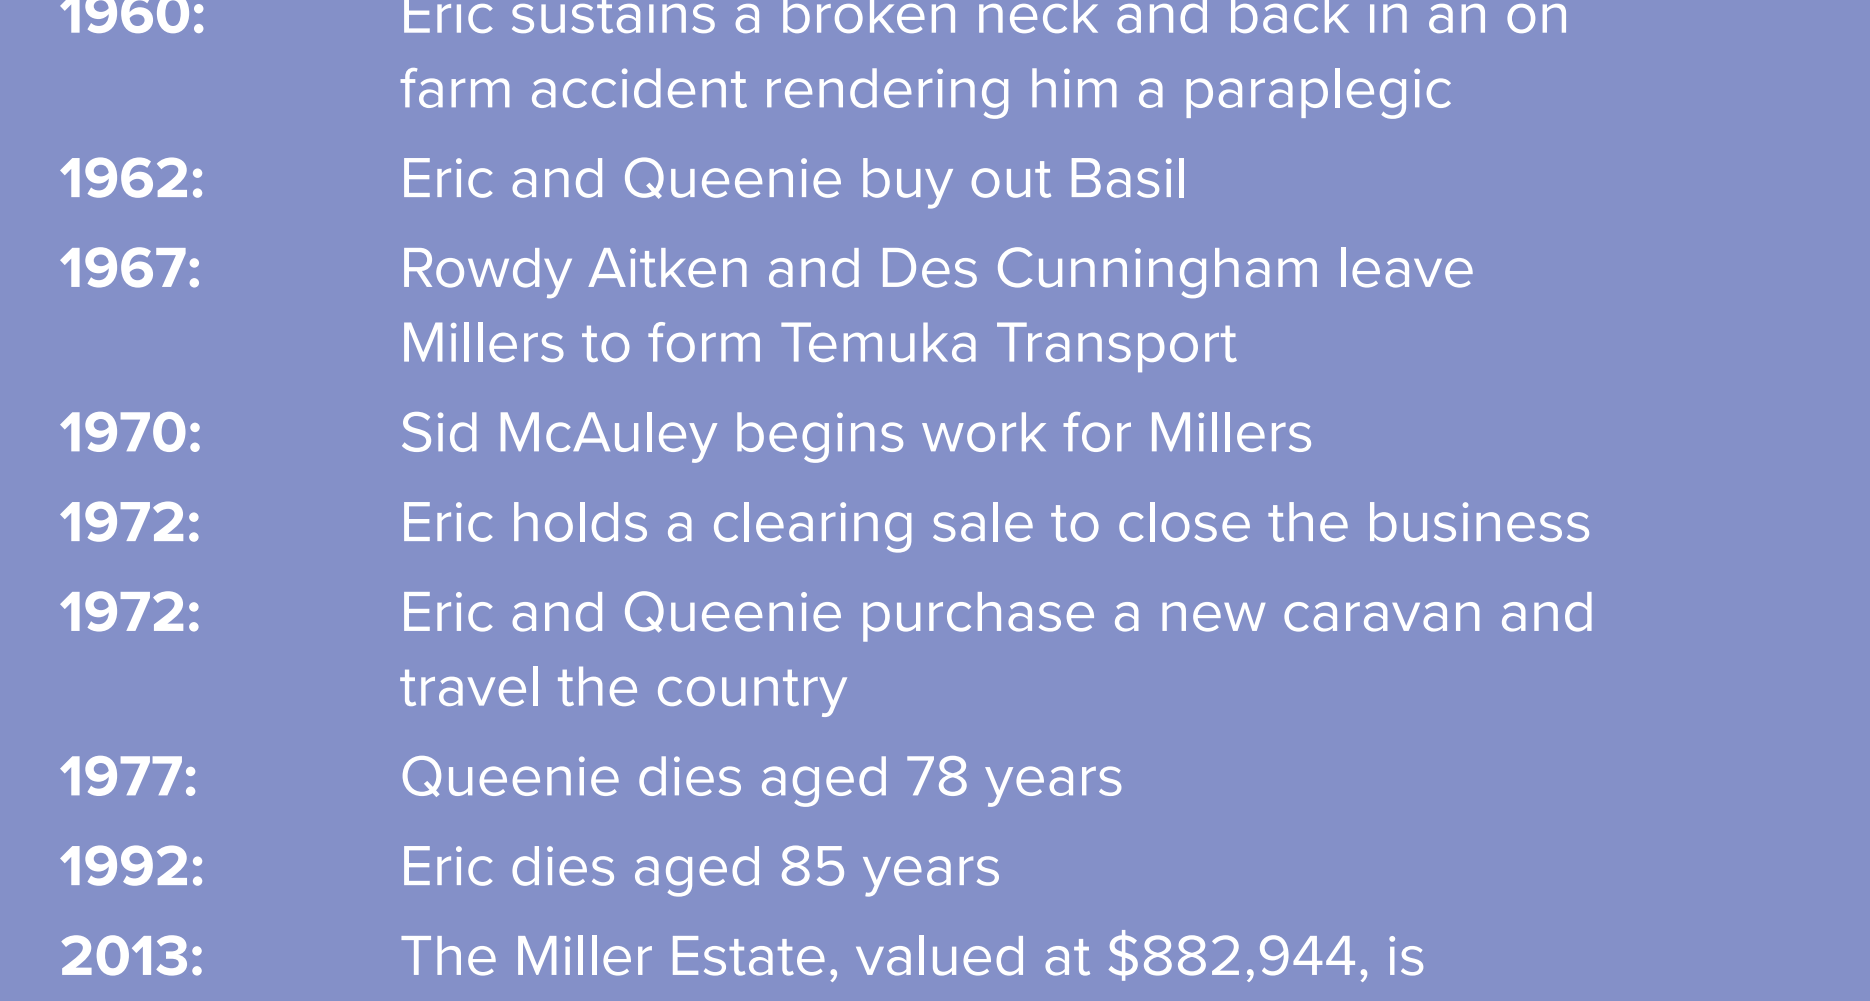 1960: Eric sustains a broken neck and back in an on
farm accident rendering him a paraplegic
1962: Eric and Queenie buy out Basil
1967: Rowdy Aitken and Des Cunningham leave
Millers to form Temuka Transport
1970: Sid McAuley begins work for Millers
1972: Eric holds a clearing sale to close the business
1972: Eric and Queenie purchase a new caravan and
travel the country
1977: Queenie dies aged 78 years
1992: Eric dies aged 85 years
2013: The Miller Estate, valued at $882,944, is